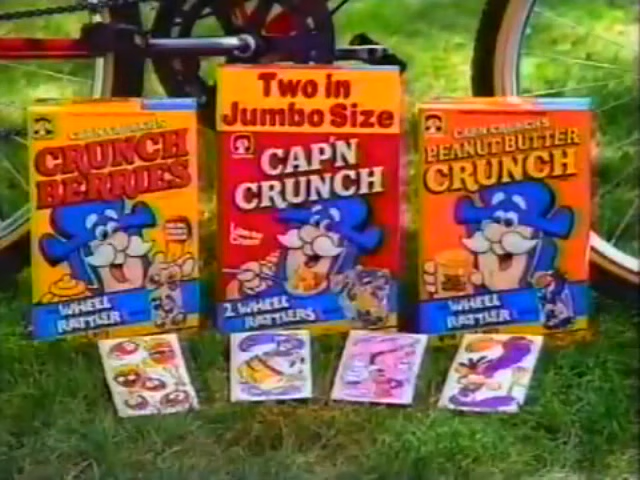 CAP'N CRUNCH'S
CRUNCH
BERRIES
WHEEL
RATTLER
Two in
Jumbo Size
CAP'N
CRUNCH
2 WHEEL
RATTLERS
CAP'N CRUNCH'S
PEANUT BUTTER
CRUNCH
WHEEL
RATTLER